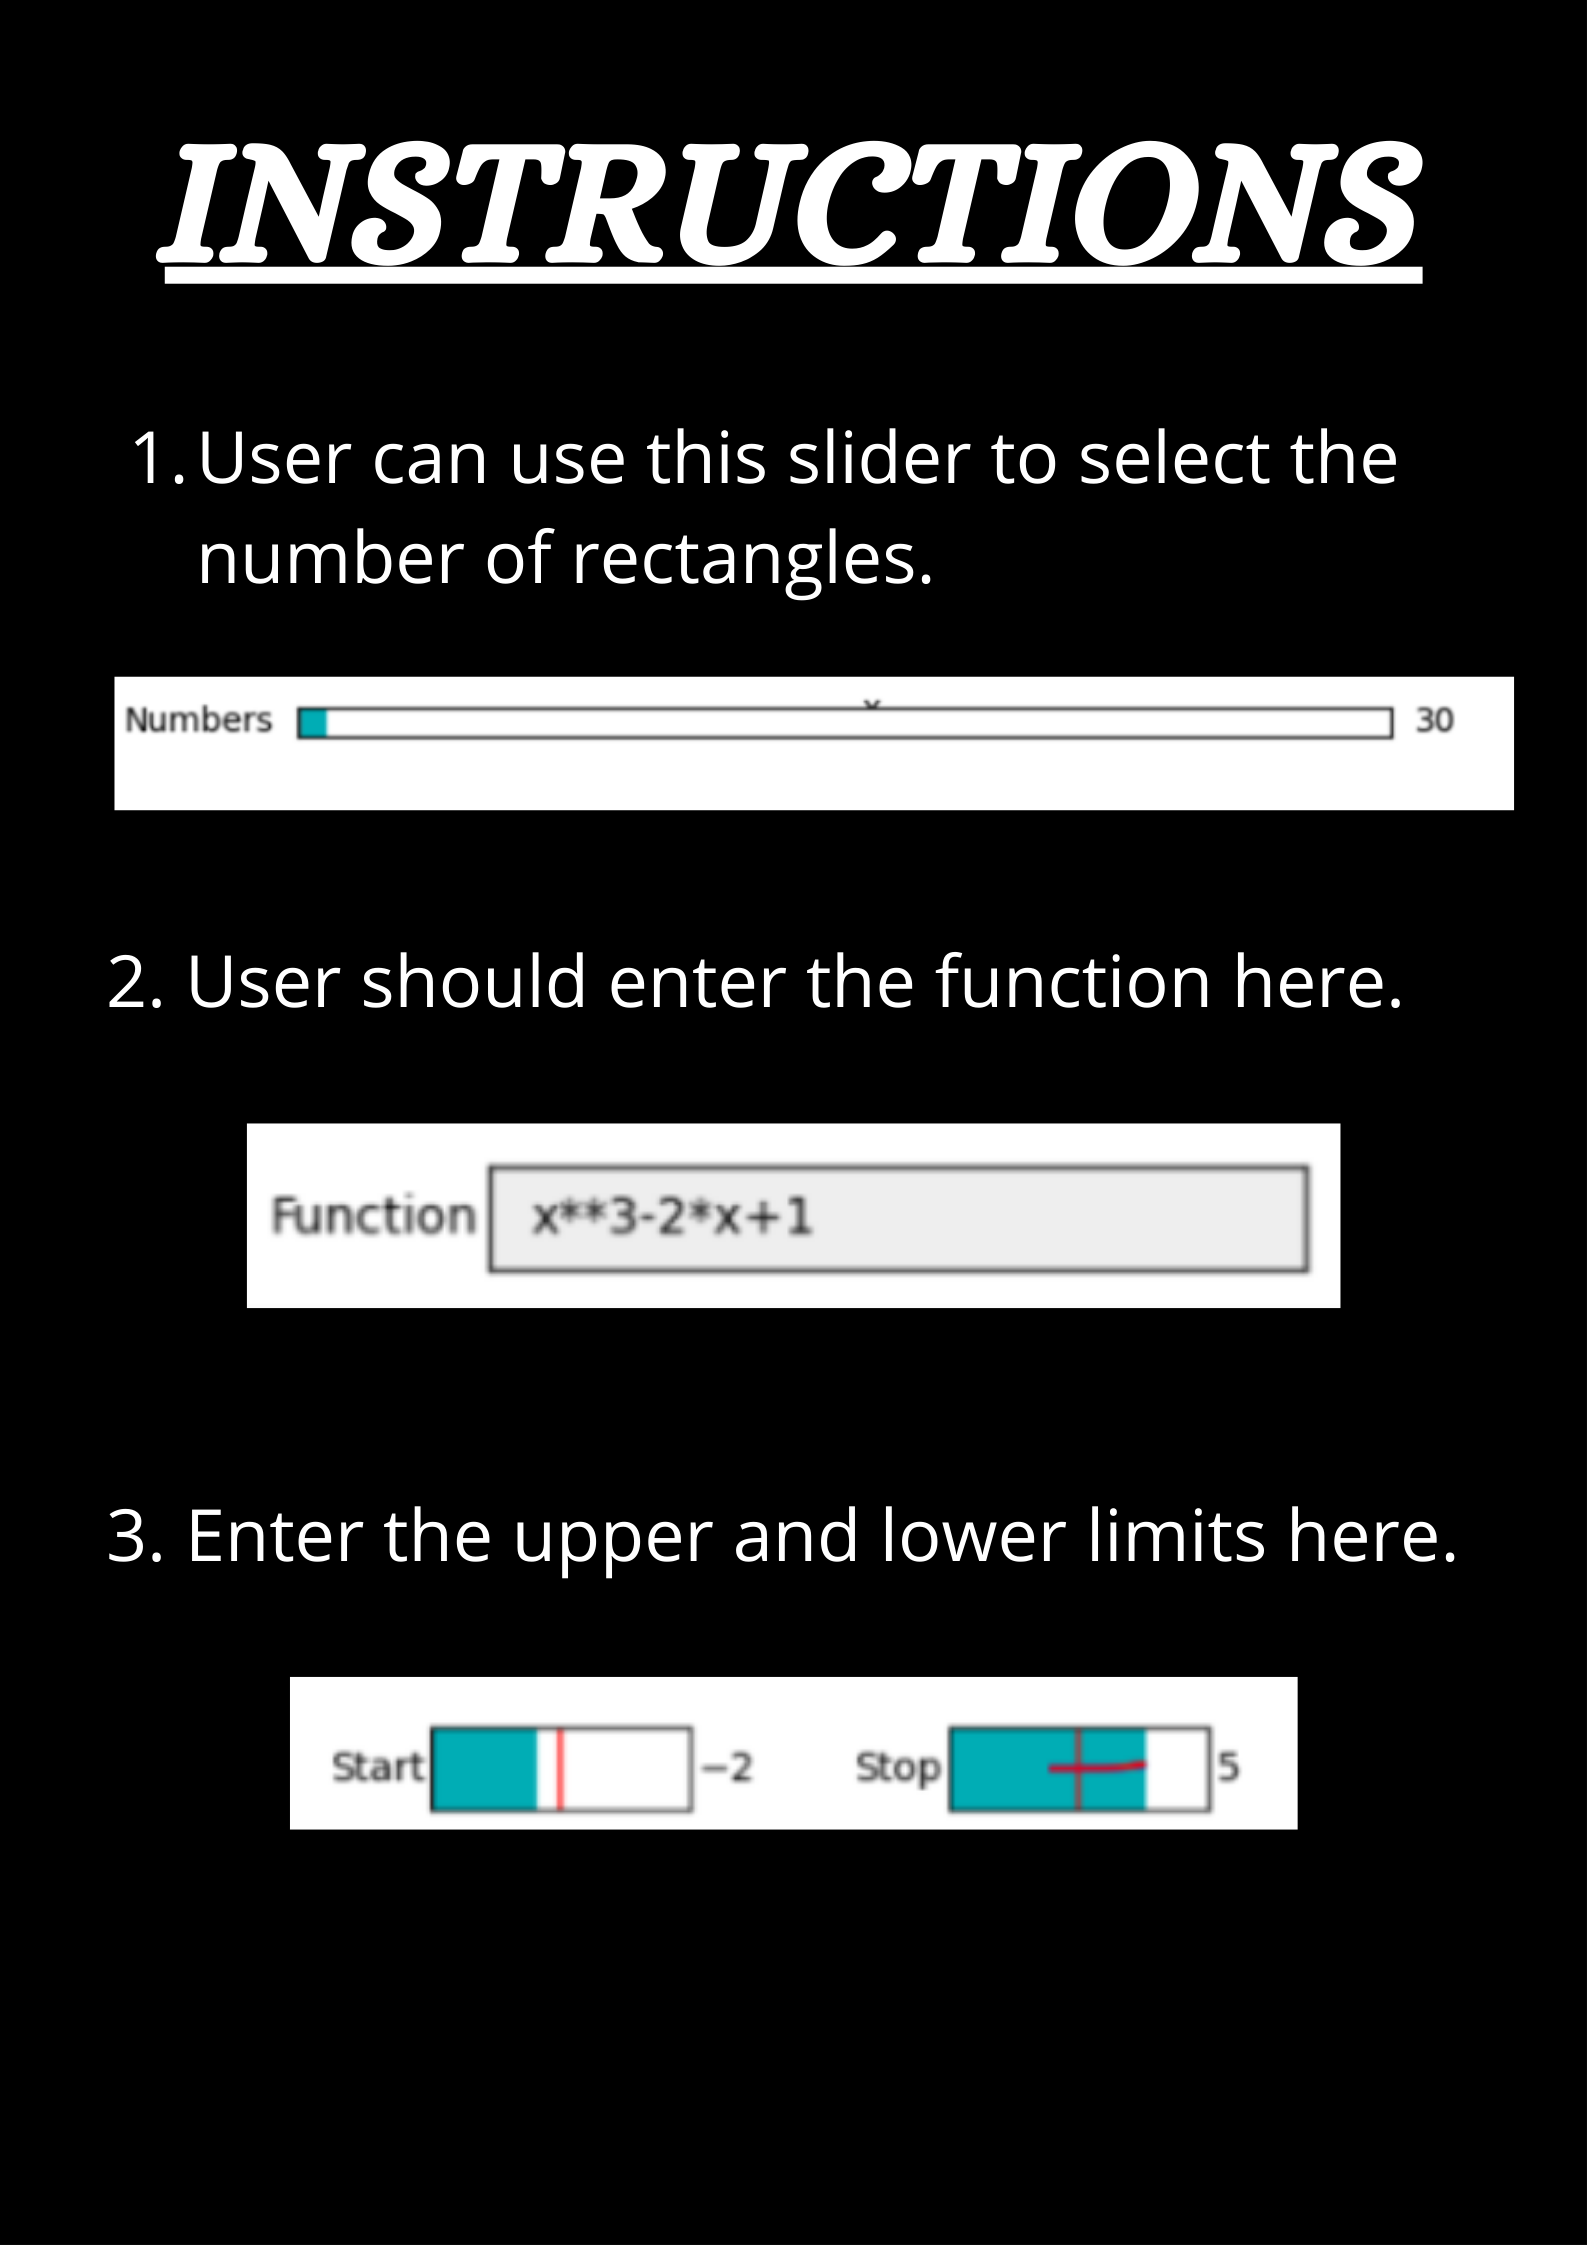 INSTRUCTIONS
1. User can use this slider to select the
number of rectangles.
x
Numbers 30
2. User should enter the function here.
Function x**3-2*x+1
3. Enter the upper and lower limits here.
Start −2 Stop 5